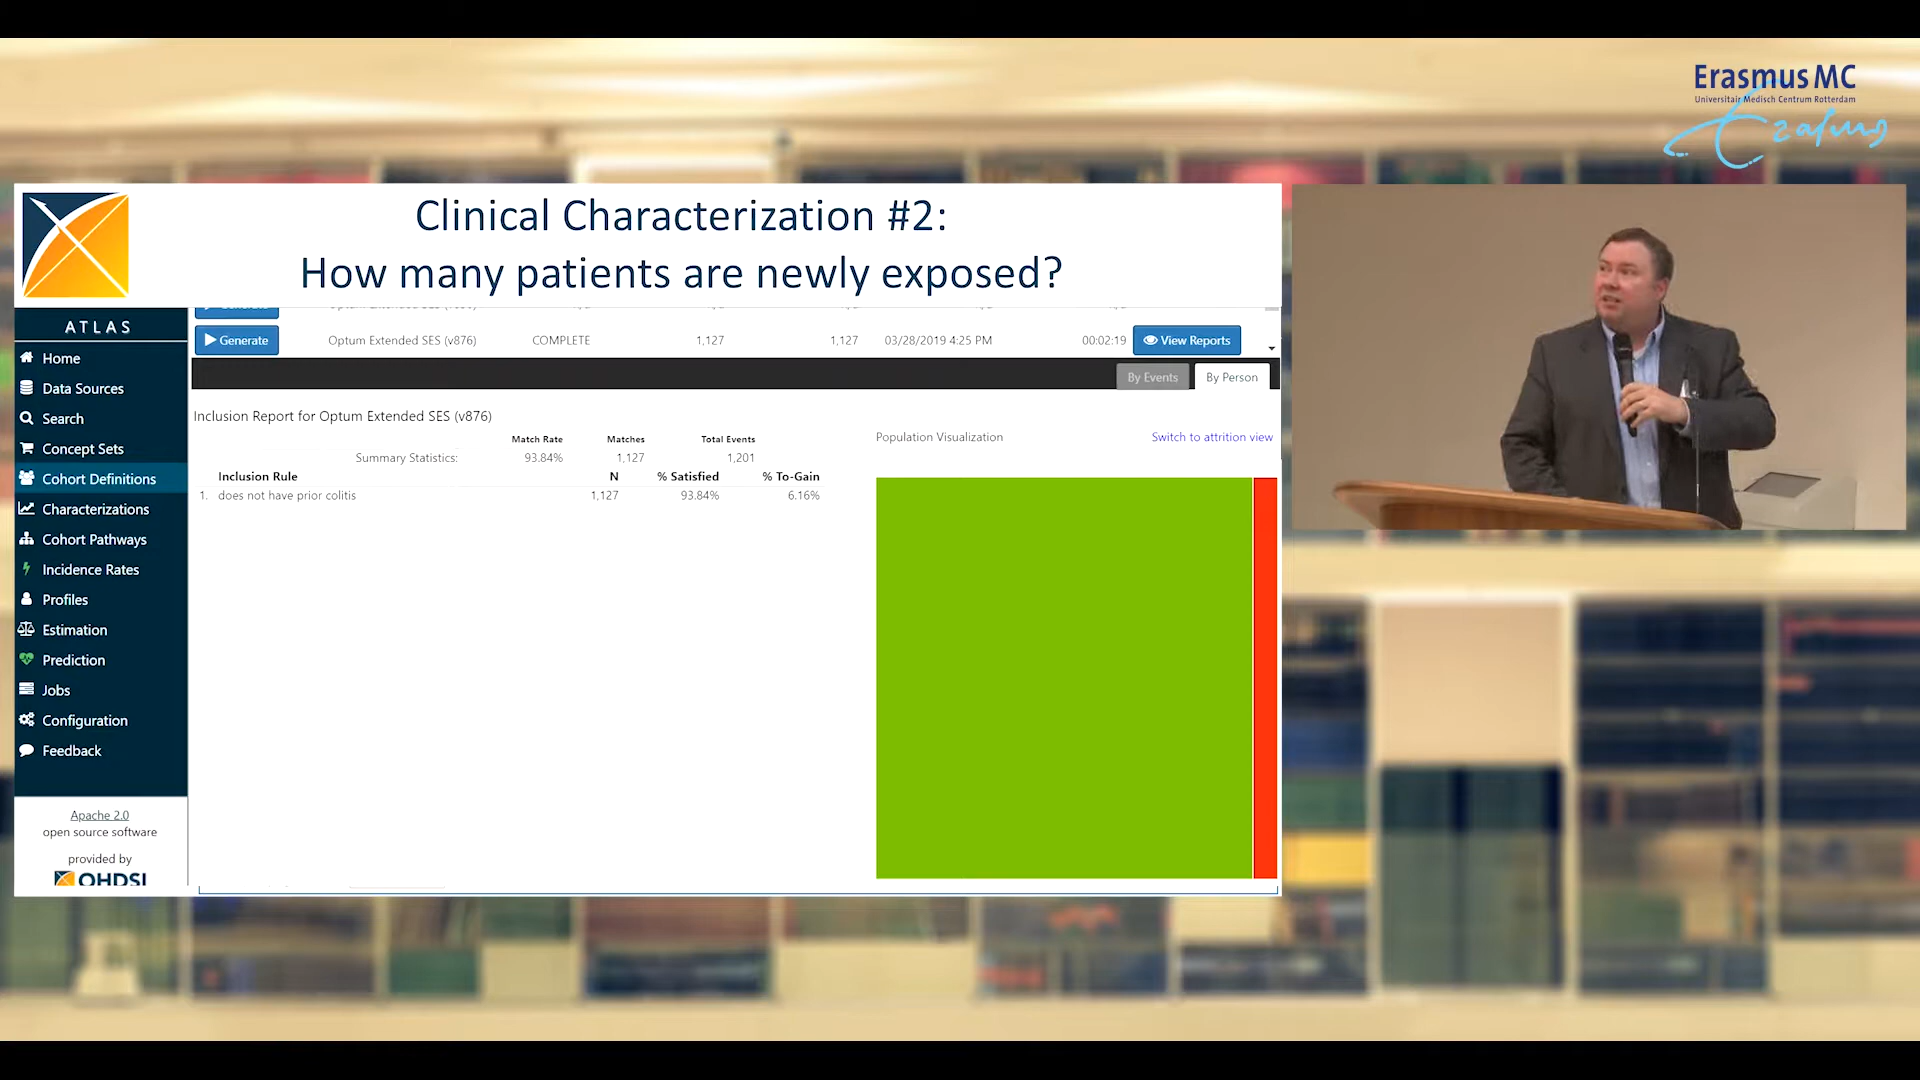 Erasmus MC
Universitair Medisch Centrum Rotterdam
Erasmus
Clinical Characterization #2:
How many patients are newly exposed?
ATLAS
Home
Data Sources
Search
Concept Sets
Cohort Definitions
Characterizations
Cohort Pathways
Incidence Rates
Profiles
Estimation
Prediction
Jobs
Configuration
Feedback
Apache 2.0
open source software
provided by
OHDSI
Generate Optum Extended SES (v876) COMPLETE 1,127 1,127 03/28/2019 4:25 PM 00:02:19 View Reports
By Events By Person
Inclusion Report for Optum Extended SES (v876)
Match Rate Matches Total Events
Summary Statistics: 93.84% 1,127 1,201
Inclusion Rule N % Satisfied % To-Gain
1. does not have prior colitis 1,127 93.84% 6.16%
Population Visualization Switch to attrition view